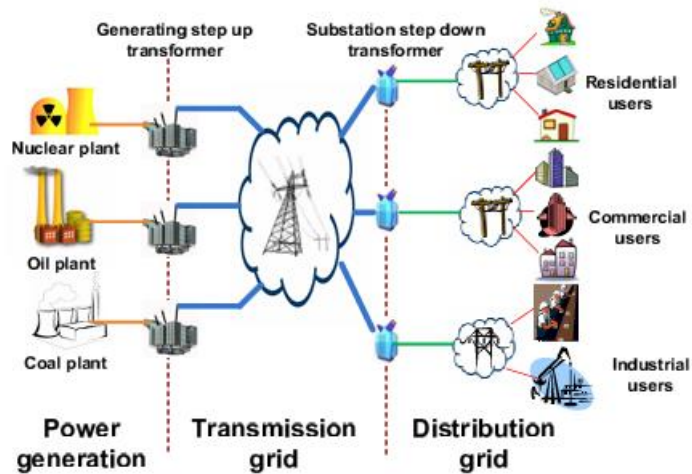 Generating step up
transformer
Substation step down
transformer
Residential
users
Nuclear plant
Commercial
users
Oil plant
Coal plant
Industrial
users
Power
generation
Transmission
grid
Distribution
grid